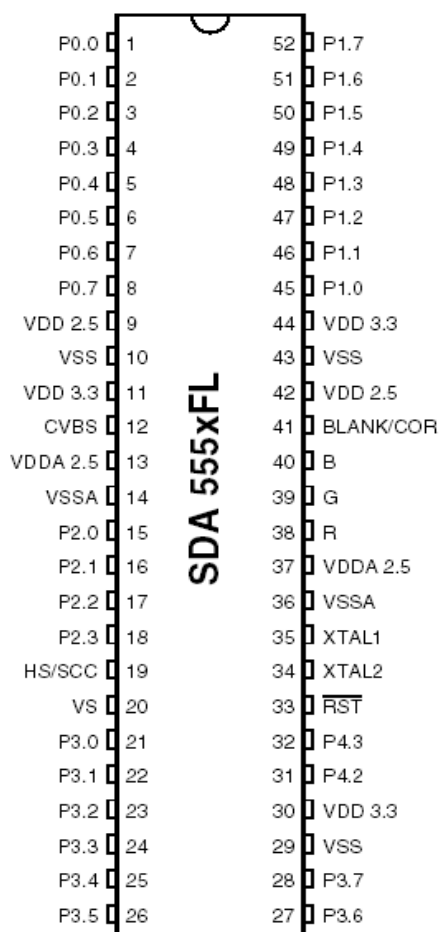 P0.0 1 52 P1.7
P0.1 2 51 P1.6
P0.2 3 50 P1.5
P0.3 4 49 P1.4
P0.4 5 48 P1.3
P0.5 6 47 P1.2
P0.6 7 46 P1.1
P0.7 8 45 P1.0
VDD 2.5 9 44 VDD 3.3
VSS 10 43 VSS
VDD 3.3 11 42 VDD 2.5
CVBS 12 41 BLANK/COR
VDDA 2.5 13 40 B
VSSA 14 39 G
P2.0 15 38 R
P2.1 16 37 VDDA 2.5
P2.2 17 36 VSSA
P2.3 18 35 XTAL1
HS/SCC 19 34 XTAL2
VS 20 33 RST
P3.0 21 32 P4.3
P3.1 22 31 P4.2
P3.2 23 30 VDD 3.3
P3.3 24 29 VSS
P3.4 25 28 P3.7
P3.5 26 27 P3.6
SDA 555xFL